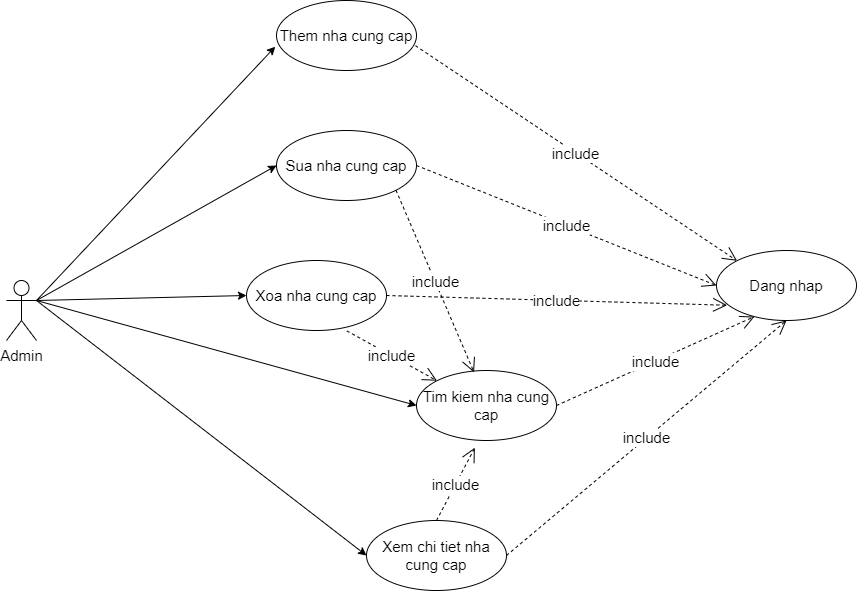 Them nha cung cap
include
Sua nha cung cap
include
include
Dang nhap
Xoa nha cung cap
include
Admin
include
include
Tim kiem nha cung
cap
include
include
Xem chi tiet nha
cung cap